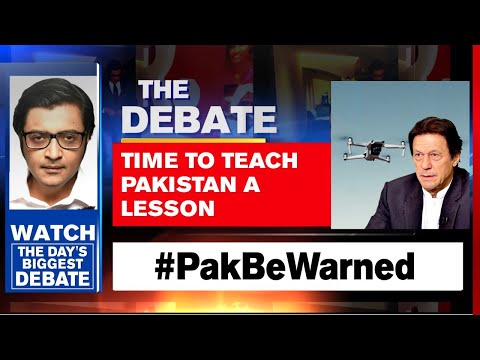 THE
DEBATE
TIME TO TEACH
PAKISTAN A
LESSON
WATCH
THE DAY'S
BIGGEST
DEBATE
#PakBeWarned